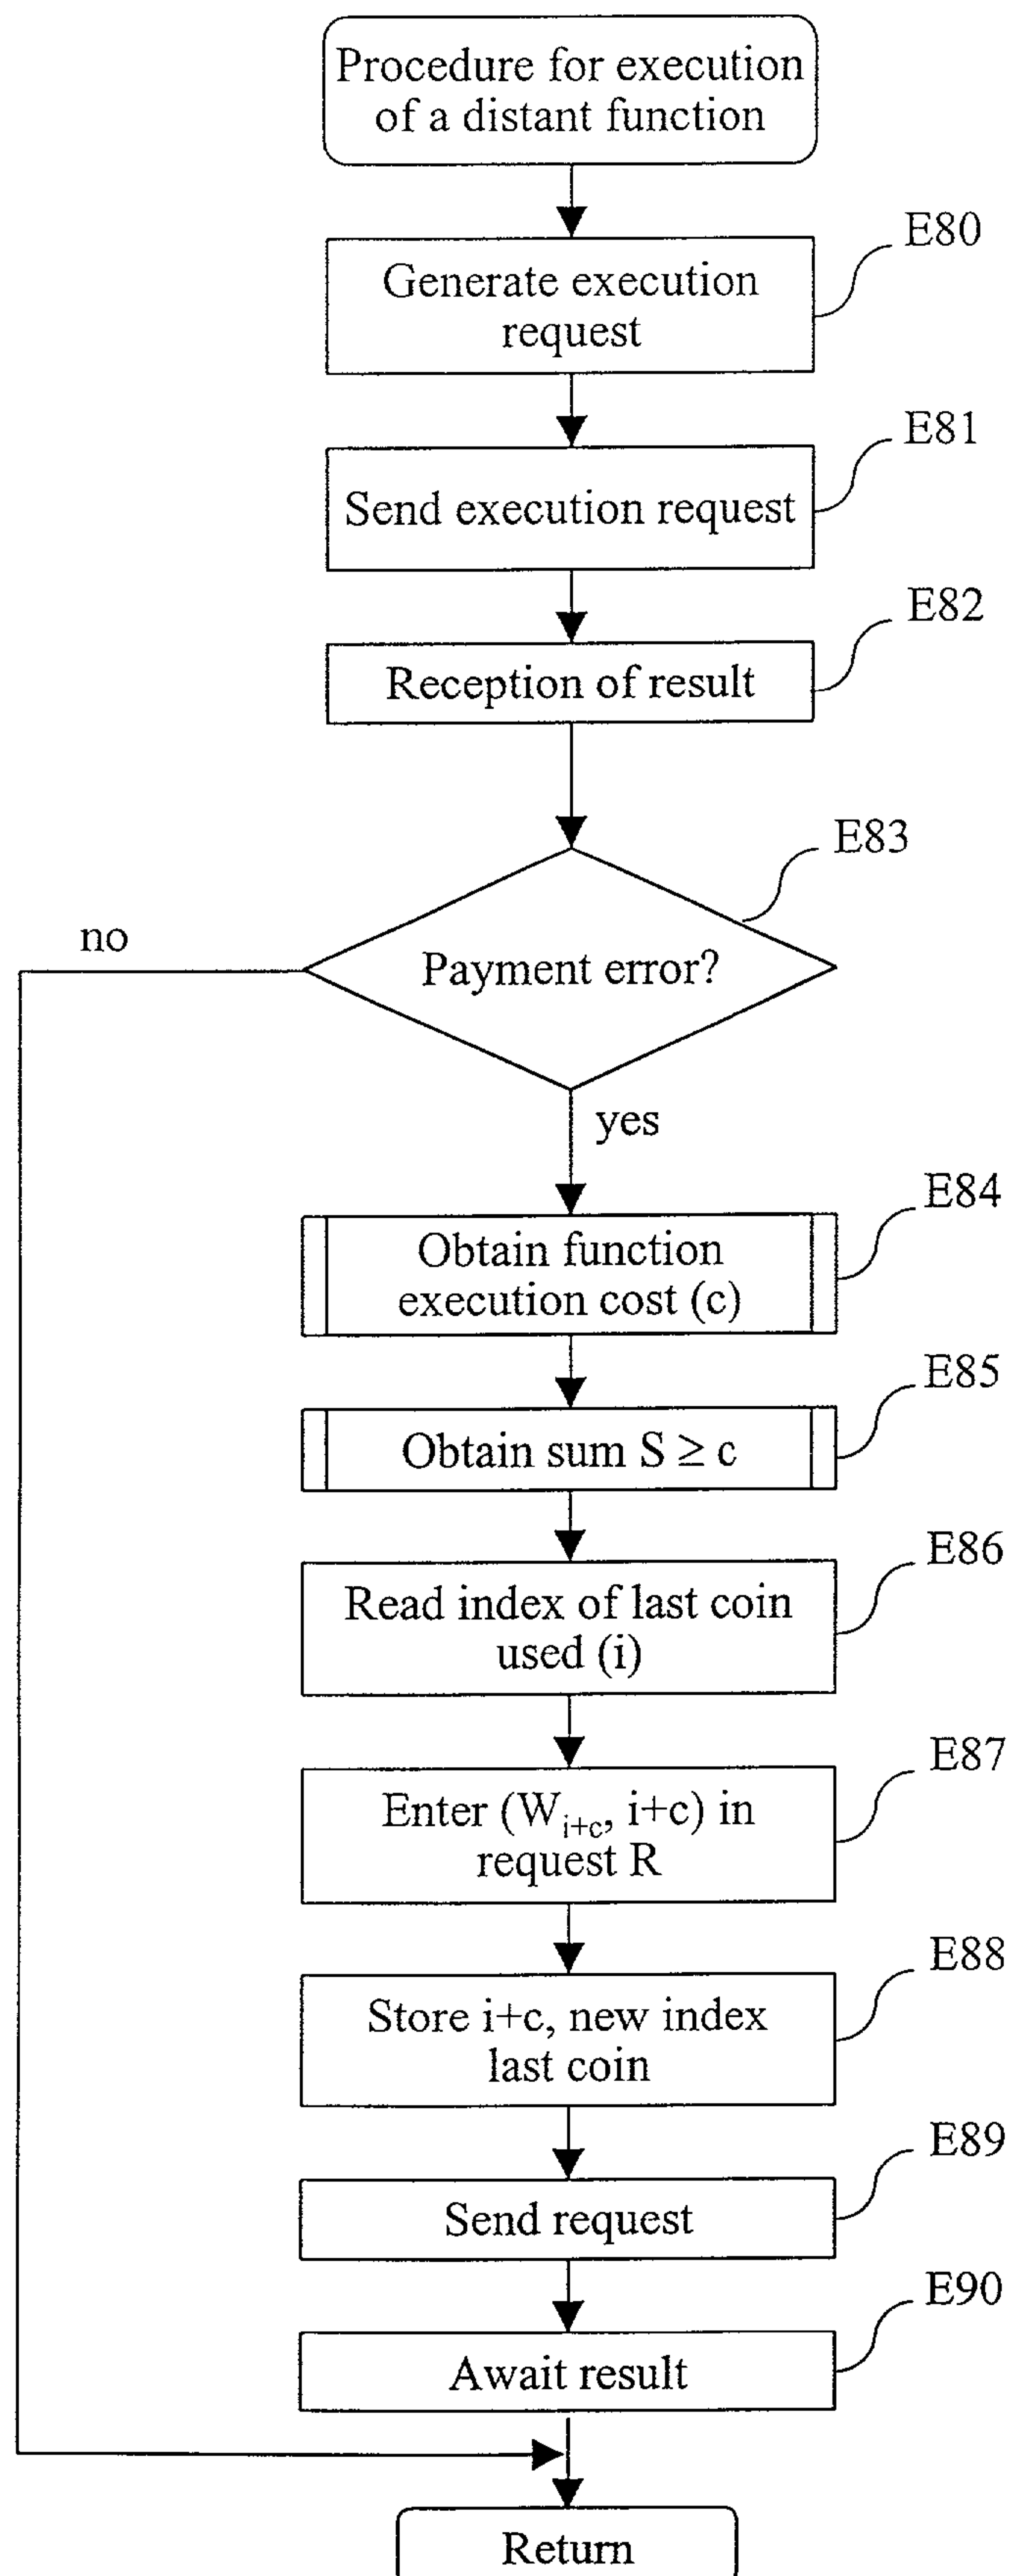 Procedure for execution
of a distant function
E80
Generate execution
request
E81
Send execution request
E82
Reception of result
E83
no
Payment error?
yes
E84
Obtain function
execution cost (c)
E85
Obtain sum S ≥ c
E86
Read index of last coin
used (i)
E87
Enter (W_{i+c}, i+c) in
request R
E88
Store i+c, new index
last coin
E89
Send request
E90
Await result
Return